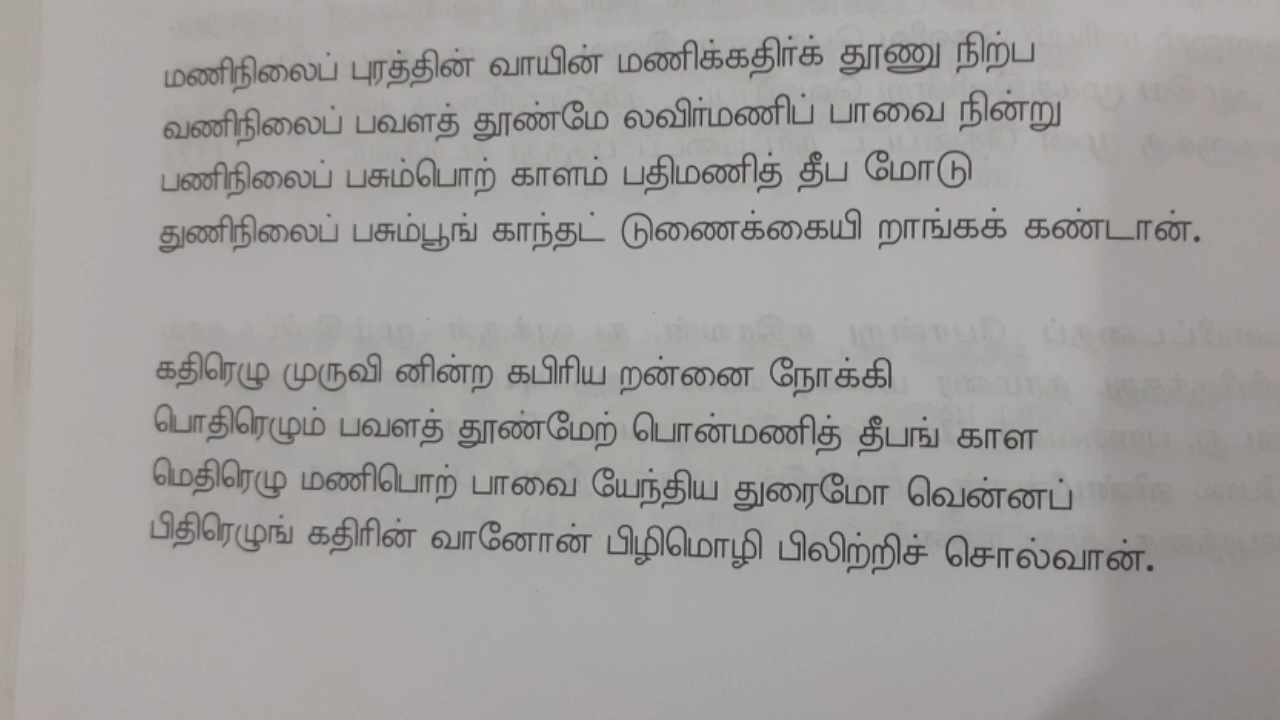 மணிநிலைப் புரத்தின் வாயின் மணிக்கதிர்க் தூணு நிற்ப
வணிநிலைப் பவளத் தூண்மே லவிர்மணிப் பாவை நின்று
பணிநிலைப் பசும்பொற் காளம் பதிமணித் தீப மோடு
துணிநிலைப் பசும்பூங் காந்தட் டுணைக்கையி றாங்கக் கண்டான்.
கதிரெழு முருவி னின்ற கபிரிய றன்னை நோக்கி
பொதிரெழும் பவளத் தூண்மேற் பொன்மணித் தீபங் காள
மெதிரெழு மணிபொற் பாவை யேந்திய துரைமோ வென்னப்
பிதிரெழுங் கதிரின் வானோன் பிழிமொழி பிலிற்றிச் சொல்வான்.